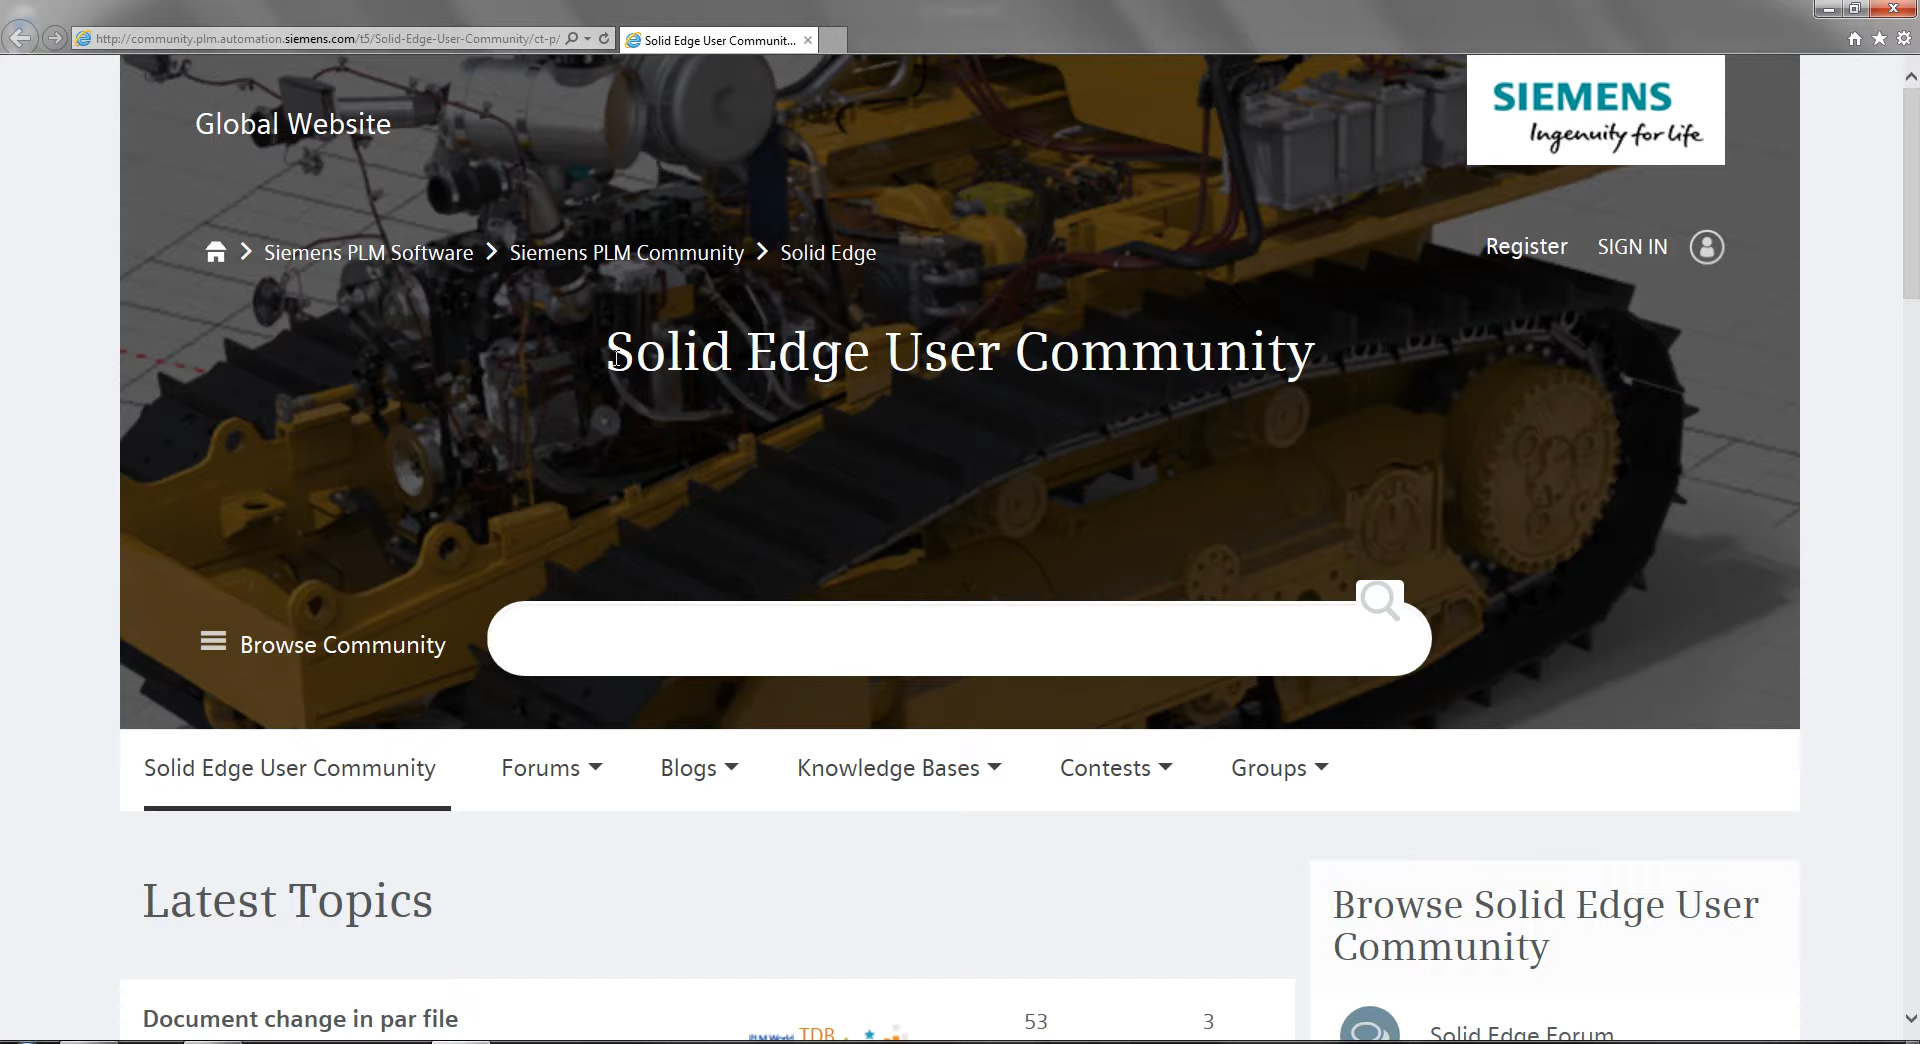 http://community.plm.automation.siemens.com/t5/Solid-Edge-User-Community/ct-p/
Solid Edge User Communit...
Global Website
SIEMENS
Ingenuity for life
Siemens PLM Software
Siemens PLM Community
Solid Edge
Register
SIGN IN
Solid Edge User Community
Browse Community
Solid Edge User Community
Forums
Blogs
Knowledge Bases
Contests
Groups
Latest Topics
Browse Solid Edge User
Community
Document change in par file
PLM World
TDB
53
3
Solid Edge Forum